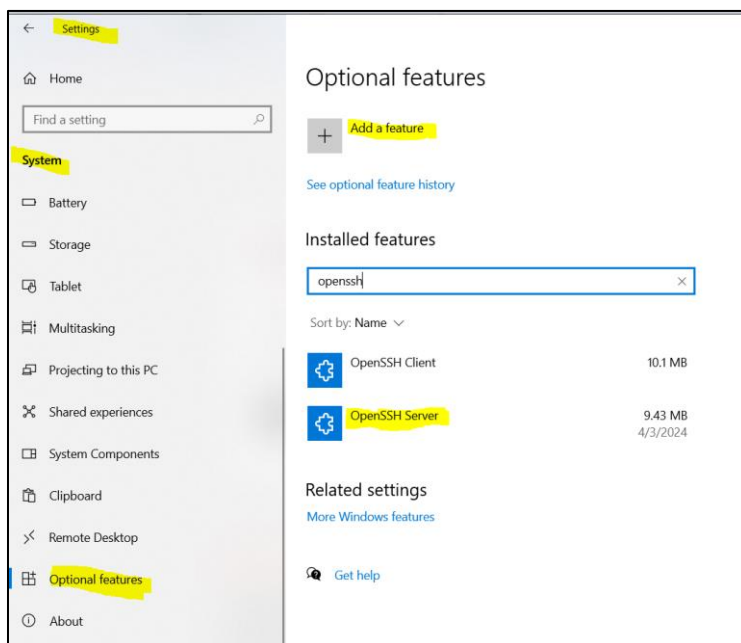 Settings
Home
Find a setting
System
Battery
Storage
Tablet
Multitasking
Projecting to this PC
Shared experiences
System Components
Clipboard
Remote Desktop
Optional features
About
Optional features
Add a feature
See optional feature history
Installed features
openssh
Sort by: Name
OpenSSH Client 10.1 MB
OpenSSH Server 9.43 MB
4/3/2024
Related settings
More Windows features
Get help